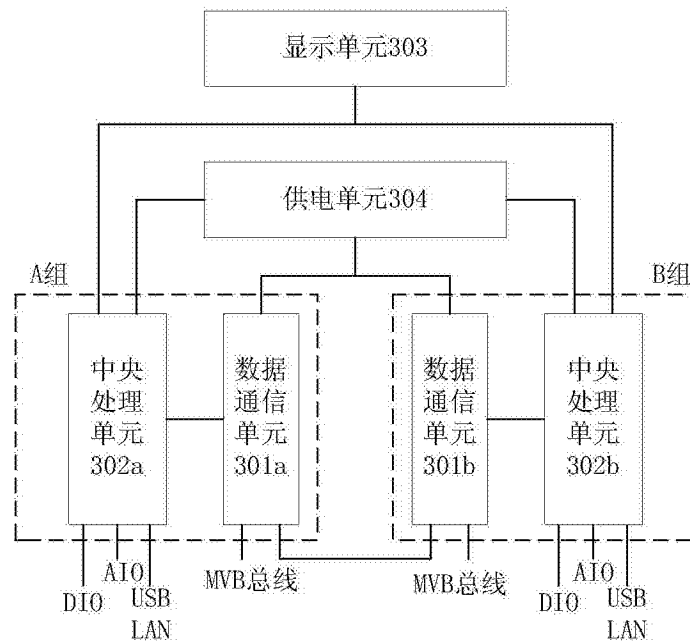 显示单元303
供电单元304
A组
B组
中央
处理
单元
302a
数据
通信
单元
301a
数据
通信
单元
301b
中央
处理
单元
302b
DIO
AIO
USB
LAN
MVB总线
MVB总线
DIO
AIO
USB
LAN